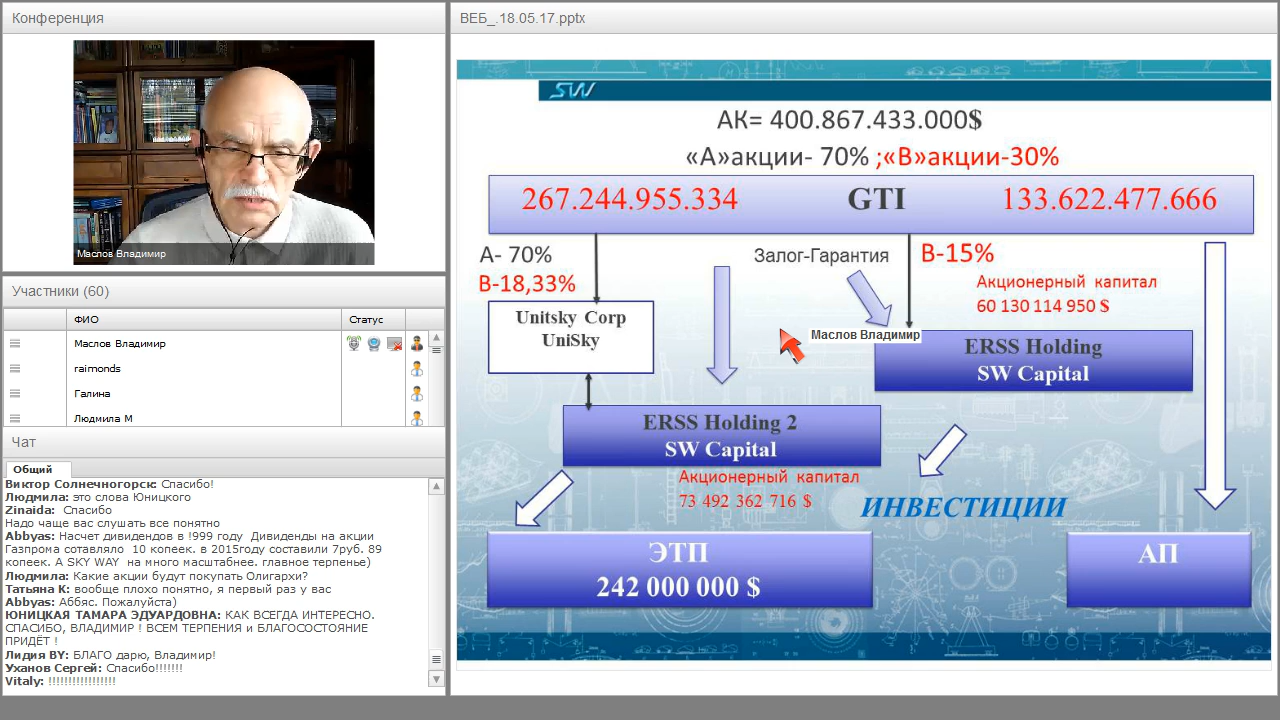 Конференция
Маслов Владимир
Участники (60)
ФИО
Статус
Маслов Владимир
raimonds
Галина
Людмила М
Чат
Общий
Виктор Солнечногорск: Спасибо!
Людмила: это слова Юницкого
Zinaida: Спасибо
Надо чаще вас слушать все понятно
Abbyas: Насчет дивидендов в !999 году Дивиденды на акции
Газпрома сотавляло 10 копеек. в 2015году составили 7руб. 89
копеек. А SKY WAY на много масштабнее. главное терпенье)
Людмила: Какие акции будут покупать Олигархи?
Татьяна К: вообще плохо понятно, я первый раз у вас
Abbyas: Аббяс. Пожалуйста)
ЮНИЦКАЯ ТАМАРА ЭДУАРДОВНА: КАК ВСЕГДА ИНТЕРЕСНО.
СПАСИБО, ВЛАДИМИР ! ВСЕМ ТЕРПЕНИЯ и БЛАГОСОСТОЯНИЕ
ПРИДЁТ !
Лидия BY: БЛАГО дарю, Владимир!
Уханов Сергей: Спасибо!!!!!!!
Vitaly: !!!!!!!!!!!!!!!!!
ВЕБ_.18.05.17.pptx
SW
АК= 400.867.433.000$
«А»акции- 70% ;«В»акции-30%
267.244.955.334 GTI 133.622.477.666
А- 70%
В-18,33%
Залог-Гарантия
В-15%
Акционерный капитал
60 130 114 950 $
Unitsky Corp
UniSky
Маслов Владимир
ERSS Holding
SW Capital
ERSS Holding 2
SW Capital
Акционерный капитал
73 492 362 716 $
ИНВЕСТИЦИИ
ЭТП
242 000 000 $
АП